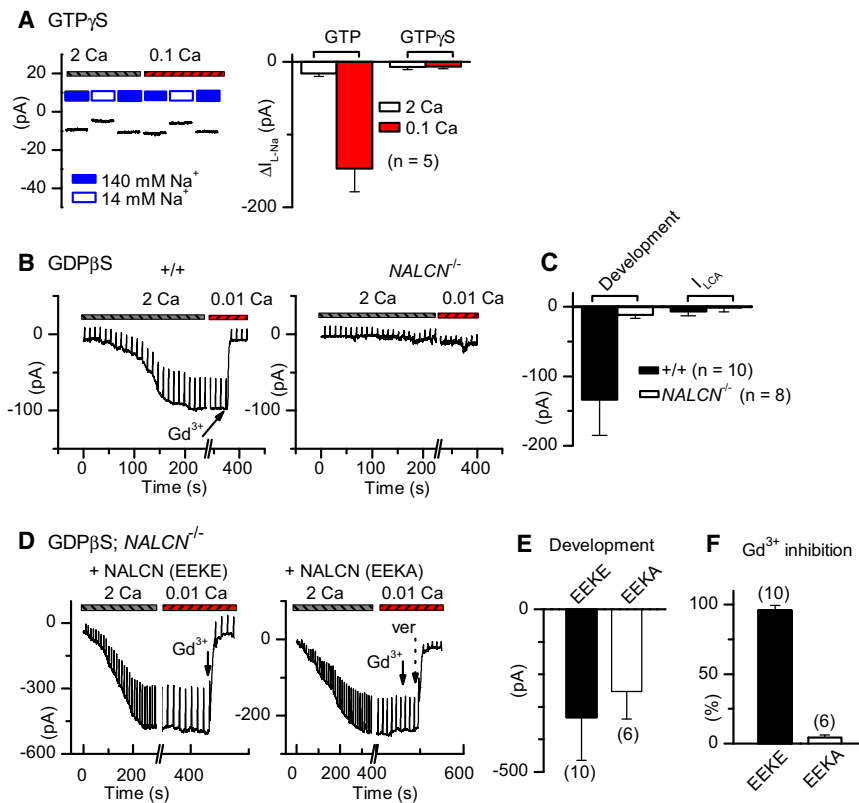 A GTPγS
2 Ca 0.1 Ca
20
0
-20
-40
(pA)
140 mM Na⁺
14 mM Na⁺
GTP GTPγS
0
-200
ΔI_L-Na (pA)
2 Ca
0.1 Ca
(n = 5)
B GDPβS
+/+
2 Ca 0.01 Ca
0
-100
(pA)
Gd³⁺
0 100 200 400
Time (s)
NALCN⁻/⁻
2 Ca 0.01 Ca
0 100 200 400
Time (s)
C
Development I_LCA
0
-50
-100
-150
-200
(pA)
+/+ (n = 10)
NALCN⁻/⁻ (n = 8)
D GDPβS; NALCN⁻/⁻
+ NALCN (EEKE)
2 Ca 0.01 Ca
0
-300
-600
(pA)
Gd³⁺
0 200 400
Time (s)
+ NALCN (EEKA)
2 Ca 0.01 Ca
ver
Gd³⁺
0
-200
(pA)
0 200 400 600
Time (s)
E Development
EEKE EEKA
0
-500
(pA)
(10)
(6)
F Gd³⁺ inhibition
100
50
0
(%)
(10)
(6)
EEKE EEKA